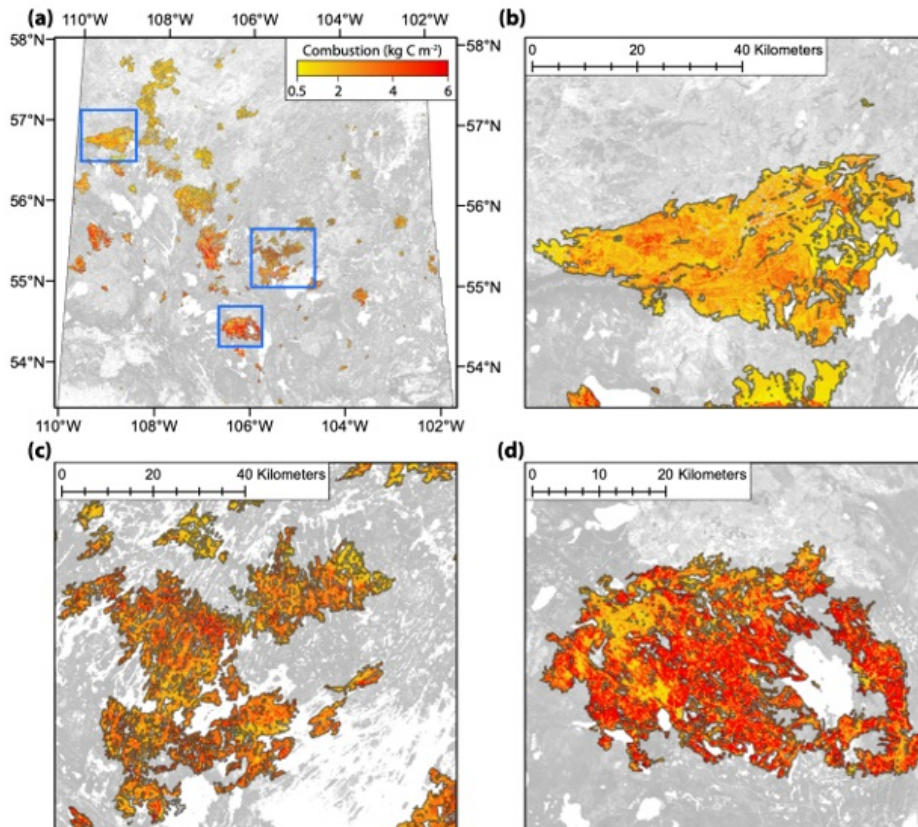 (a)
110°W 108°W 106°W 104°W 102°W
58°N 58°N
Combustion (kg C m⁻²)
0.5 2 4 6
57°N 57°N
56°N 56°N
55°N 55°N
54°N 54°N
110°W 108°W 106°W 104°W 102°W
(b)
0 20 40 Kilometers
(c)
0 20 40 Kilometers
(d)
0 10 20 Kilometers